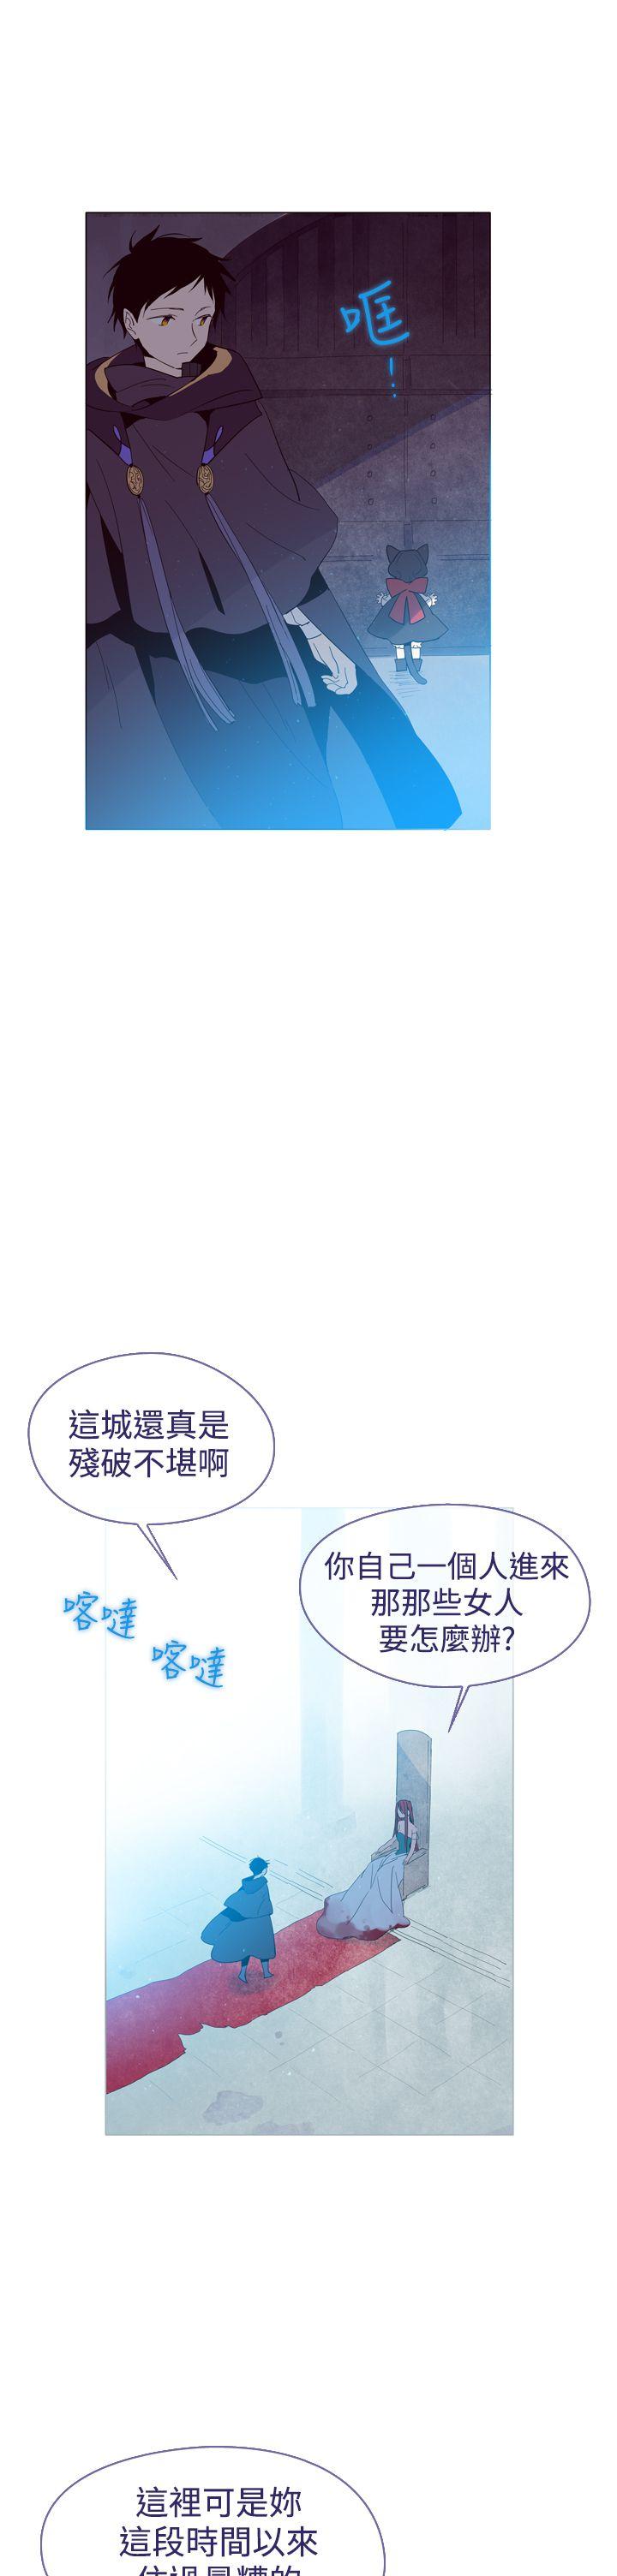 哐
!
這城還真是
殘破不堪啊
你自己一個人進來
那那些女人
要怎麼辦?
喀噠
喀噠
這裡可是妳
這段時間以來